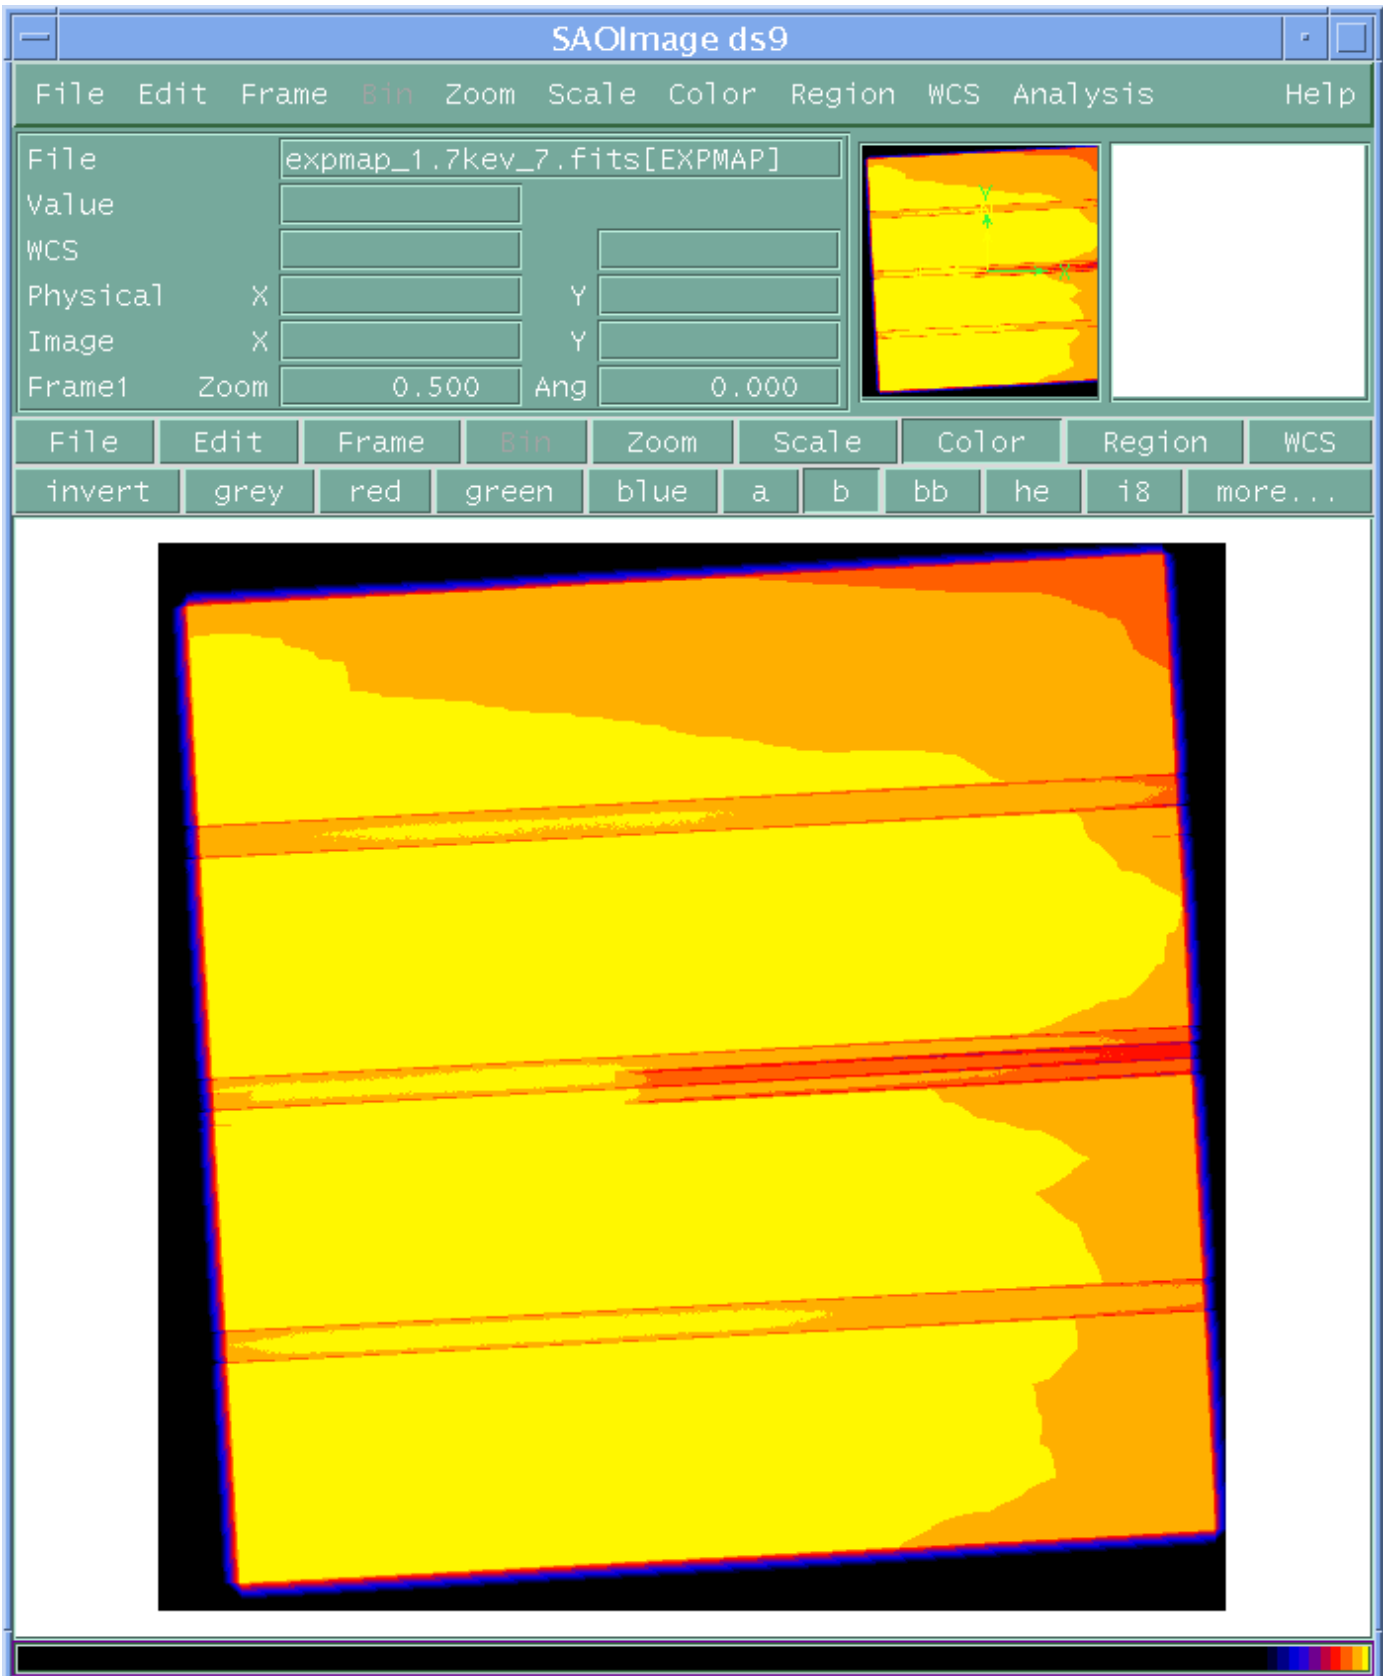 SAOImage ds9
File Edit Frame Bin Zoom Scale Color Region WCS Analysis Help
File expmap_1.7kev_7.fits[EXPMAP]
Value
WCS
Physical X Y
Image X Y
Frame1 Zoom 0.500 Ang 0.000
Y
N
X
File Edit Frame Bin Zoom Scale Color Region WCS
invert grey red green blue a b bb he i8 more...